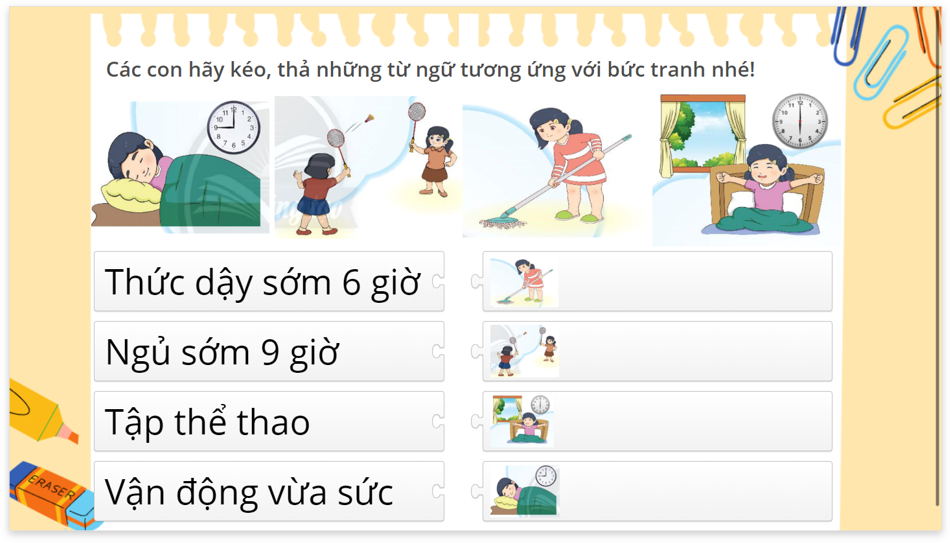 Các con hãy kéo, thả những từ ngữ tương ứng với bức tranh nhé!
Thức dậy sớm 6 giờ
Ngủ sớm 9 giờ
Tập thể thao
Vận động vừa sức
ERASER